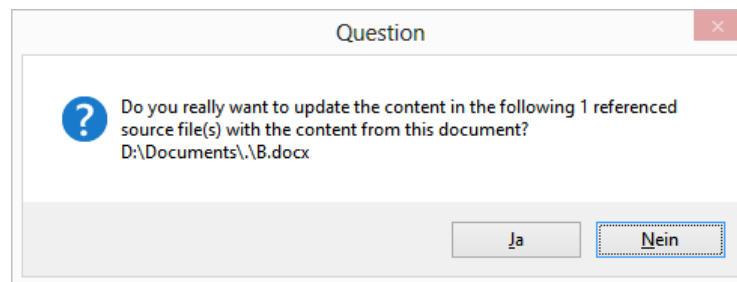 Question
Do you really want to update the content in the following 1 referenced
source file(s) with the content from this document?
D:\Documents\.\B.docx
Ja
Nein